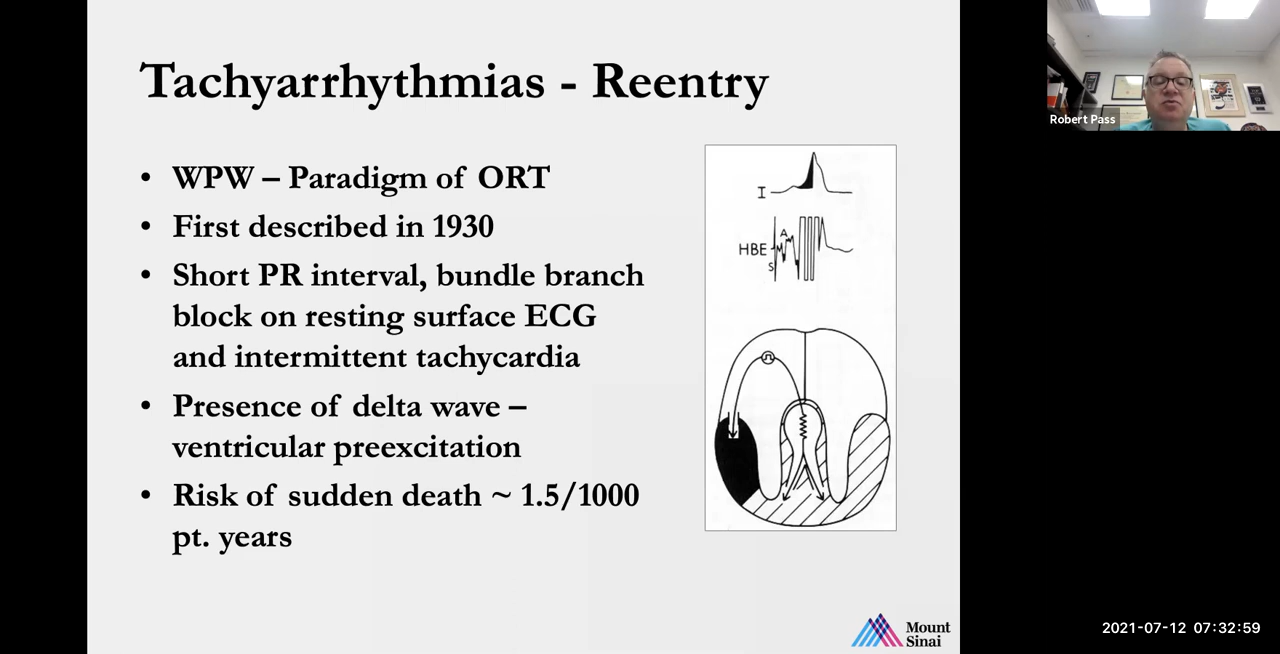 Tachyarrhythmias - Reentry
• WPW – Paradigm of ORT
• First described in 1930
• Short PR interval, bundle branch
block on resting surface ECG
and intermittent tachycardia
• Presence of delta wave –
ventricular preexcitation
• Risk of sudden death ~ 1.5/1000
pt. years
I
HBE
A
S
Mount
Sinai
Robert Pass
2021-07-12 07:32:59